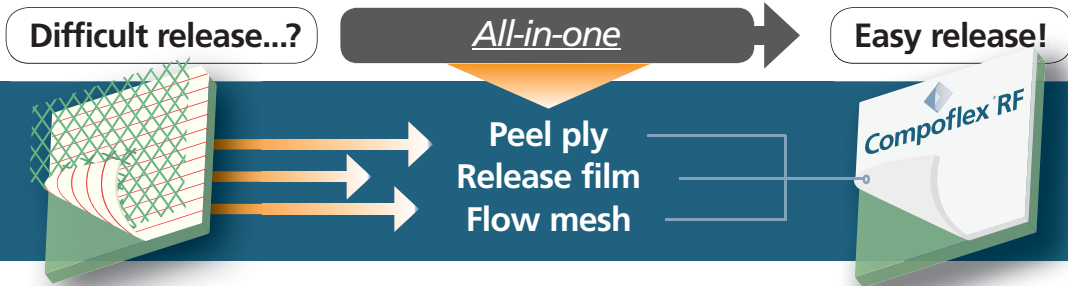 Difficult release...?
All-in-one
Easy release!
Peel ply
Release film
Flow mesh
Compoflex RF